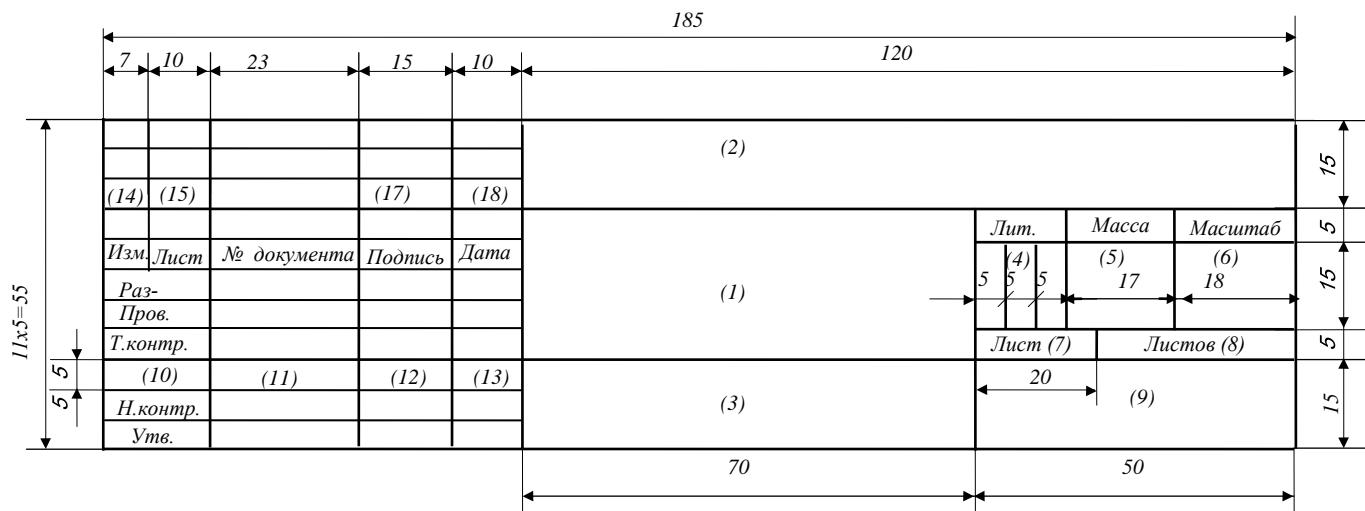 185
7 10 23 15 10 120
(2)
15
(14) (15) (17) (18)
Лит. Масса Масштаб 5
Изм. Лист № документа Подпись Дата
(4) (5) (6)
5 5 5 17 18 15
Раз-
(1)
Пров.
11х5=55
Т.контр.
Лист (7) Листов (8) 5
5 (10) (11) (12) (13)
20
5 Н.контр. (3) (9) 15
Утв.
70 50